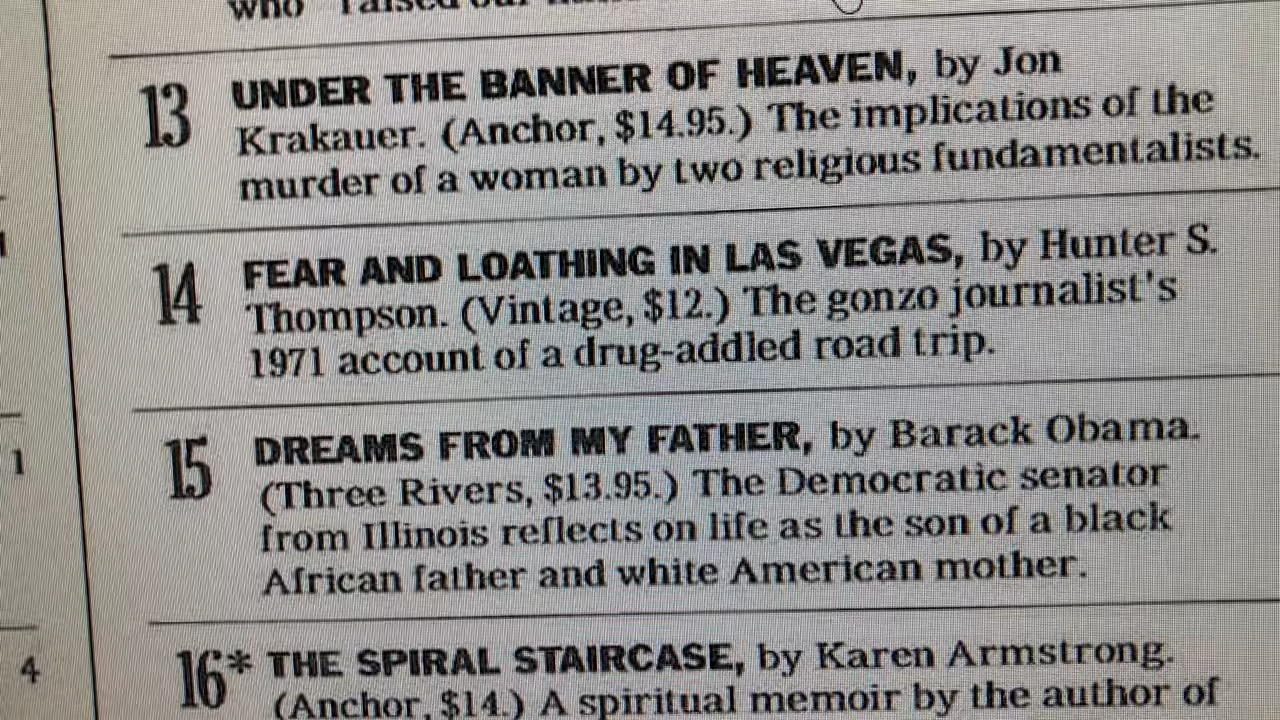 who raised our
13 UNDER THE BANNER OF HEAVEN, by Jon
Krakauer. (Anchor, $14.95.) The implications of the
murder of a woman by two religious fundamentalists.
14 FEAR AND LOATHING IN LAS VEGAS, by Hunter S.
Thompson. (Vintage, $12.) The gonzo journalist's
1971 account of a drug-addled road trip.
15 DREAMS FROM MY FATHER, by Barack Obama.
1 (Three Rivers, $13.95.) The Democratic senator
from Illinois reflects on life as the son of a black
African father and white American mother.
4 16* THE SPIRAL STAIRCASE, by Karen Armstrong.
(Anchor, $14.) A spiritual memoir by the author of